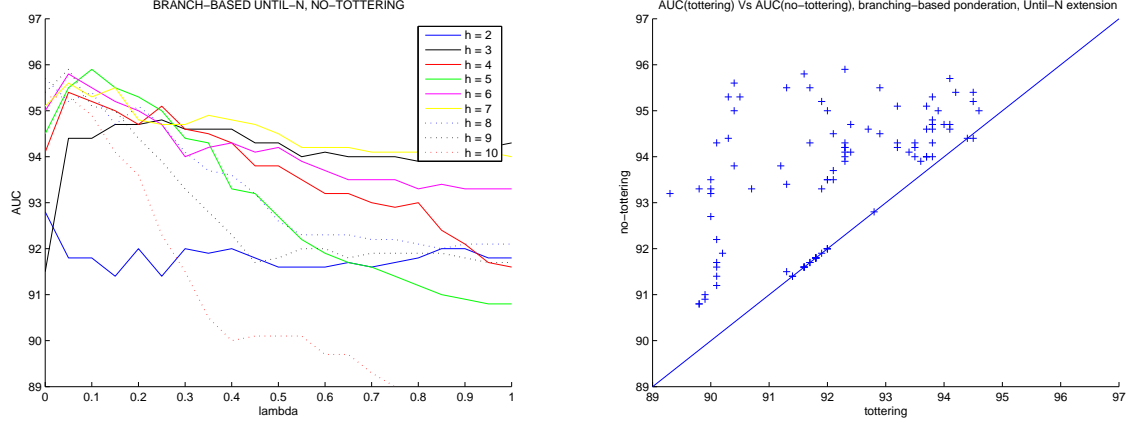 BRANCH−BASED UNTIL−N, NO−TOTTERING
97
96
95
94
93
92
91
90
89
AUC
0
0.1
0.2
0.3
0.4
0.5
0.6
0.7
0.8
0.9
1
lambda
h = 2
h = 3
h = 4
h = 5
h = 6
h = 7
h = 8
h = 9
h = 10
AUC(tottering) Vs AUC(no−tottering), branching−based ponderation, Until−N extension
97
96
95
94
93
92
91
90
89
no−tottering
89
90
91
92
93
94
95
96
97
tottering